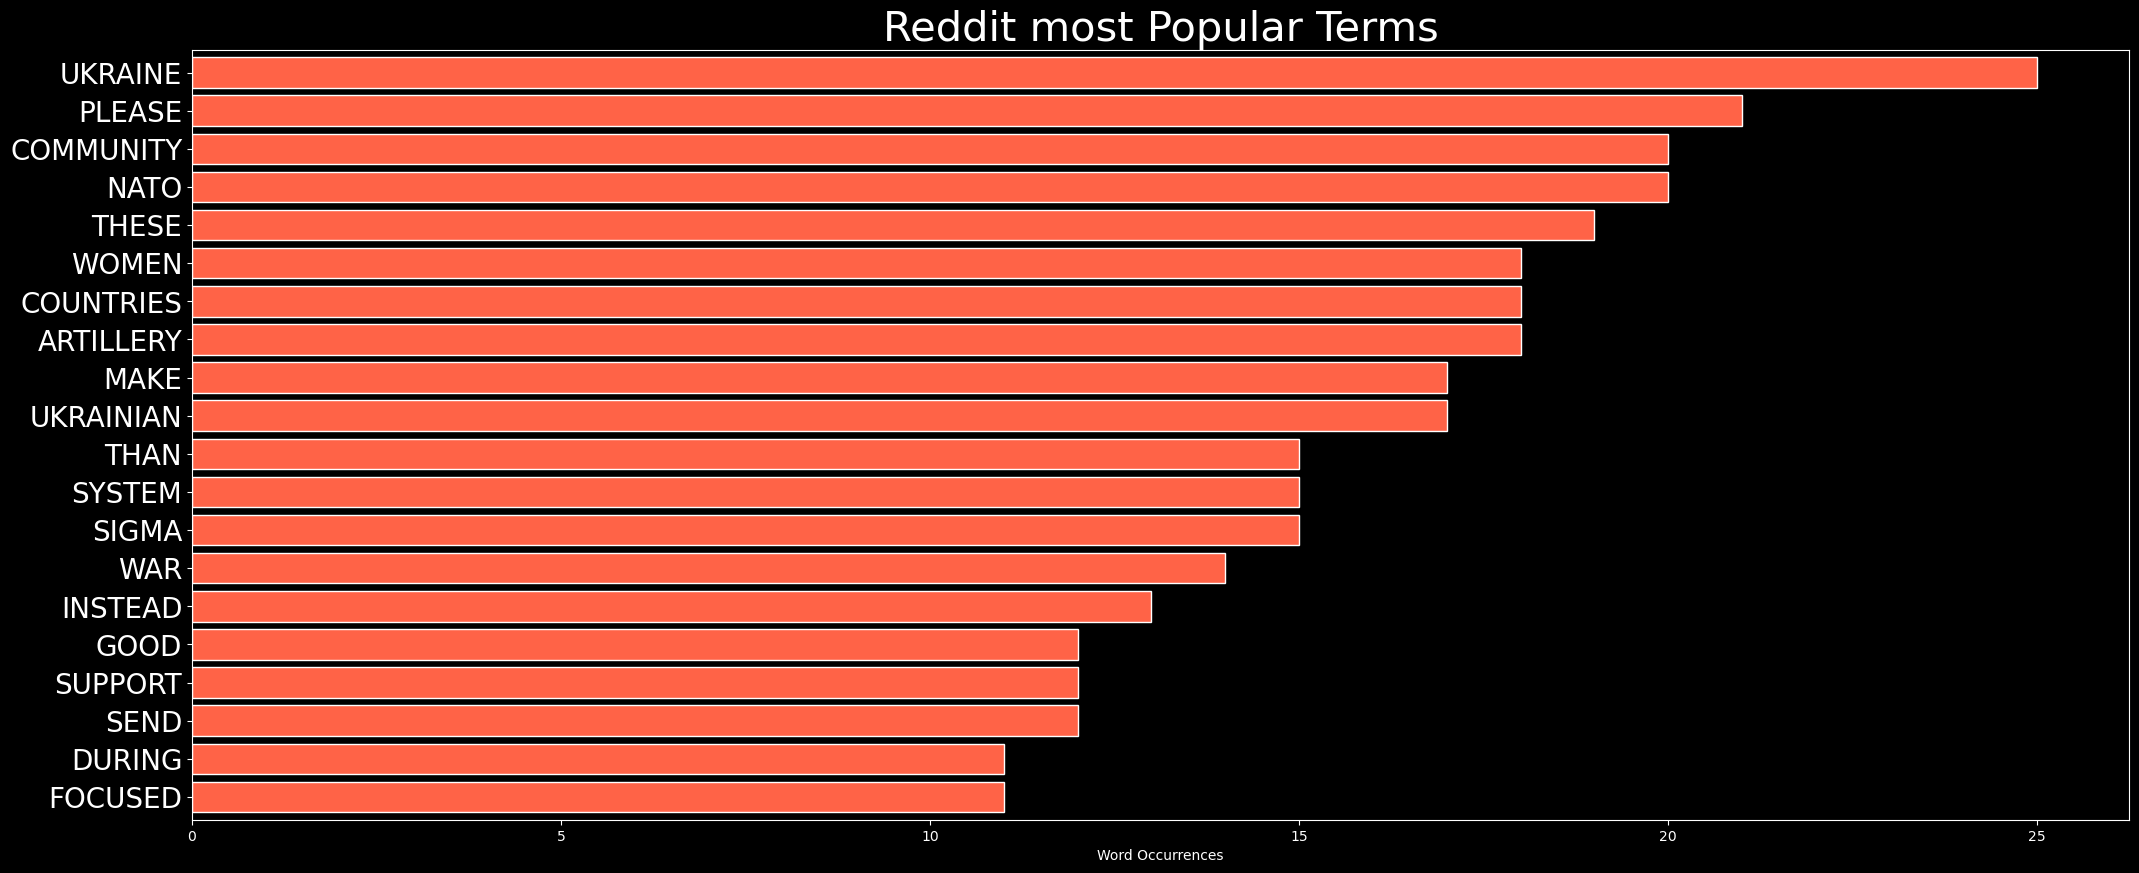 Reddit most Popular Terms
UKRAINE
PLEASE
COMMUNITY
NATO
THESE
WOMEN
COUNTRIES
ARTILLERY
MAKE
UKRAINIAN
THAN
SYSTEM
SIGMA
WAR
INSTEAD
GOOD
SUPPORT
SEND
DURING
FOCUSED
0 5 10 15 20 25
Word Occurrences